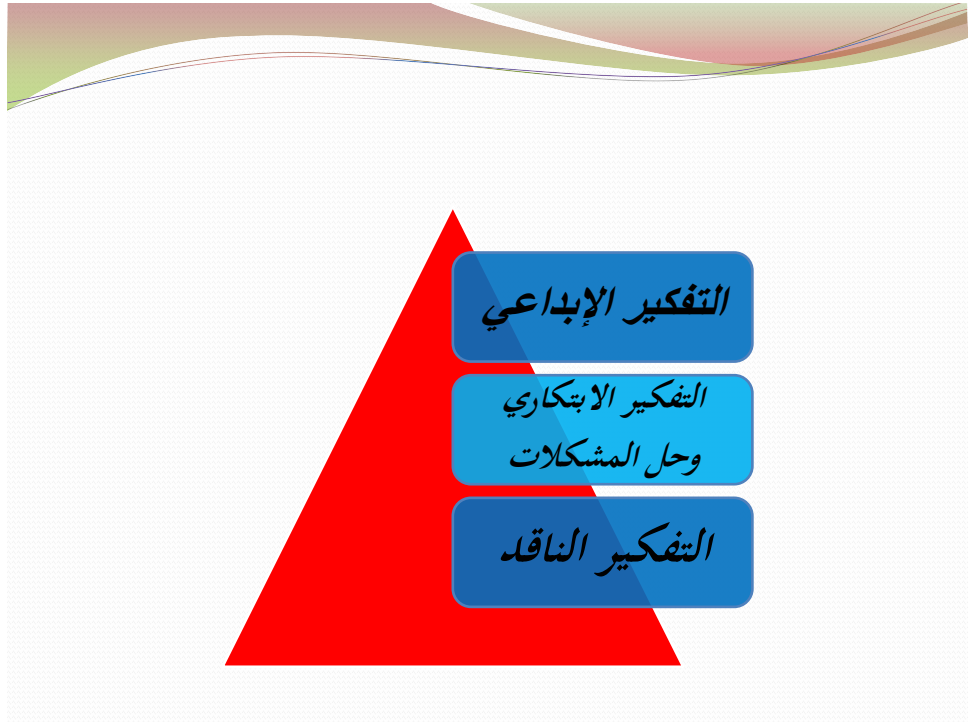 التفكير الإبداعي
التفكير الابتكاري
وحل المشكلات
التفكير الناقد